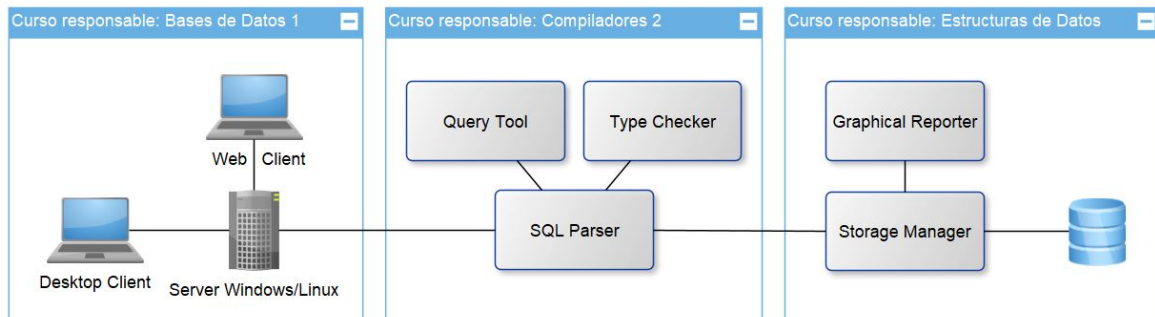 Curso responsable: Bases de Datos 1
Web Client
Desktop Client
Server Windows/Linux
Curso responsable: Compiladores 2
Query Tool
Type Checker
SQL Parser
Curso responsable: Estructuras de Datos
Graphical Reporter
Storage Manager